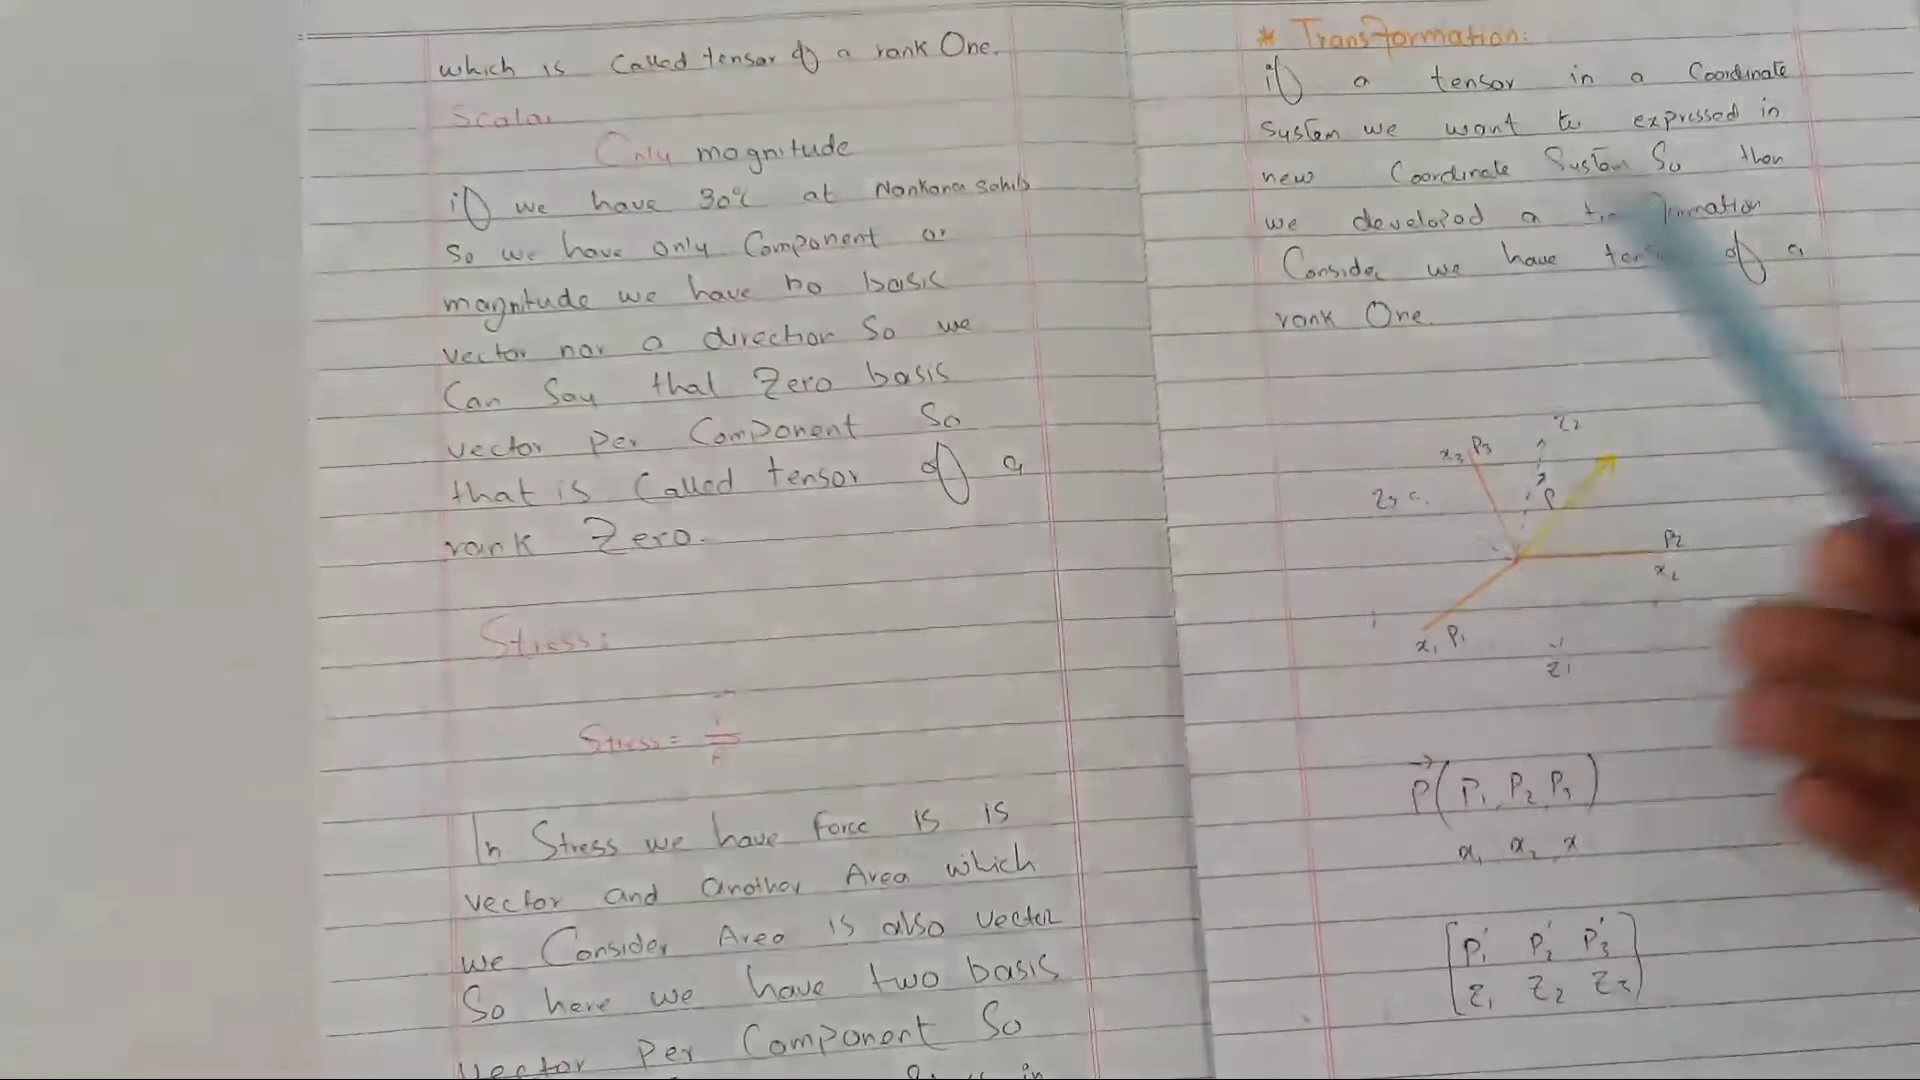 which is Called tensor of a rank One.
Scalar
Only magnitude
if we have 30°C at Nankana Sahib
So we have only Component or
magnitude we have no basis
vector nor a direction So we
Can Say that Zero basis
vector Per Component So
that is Called tensor of a
rank Zero.
Stress:
Stress =
In Stress we have Force is is
vector and another Area which
we Consider Area is also vector
So here we have two basis
vector Per Component So
in
* Transformation:
if a tensor in a Coordinate
System we want to expressed in
new Coordinate System So then
we developed a
Consider we have of a
rank One.
Z2
x3 P3
Z3
P
P2
x2
x1 P1
Z1
P⃗(P1, P2, P3)
x1 x2 x
[P1' P2' P3'
Z1 Z2 Z3]